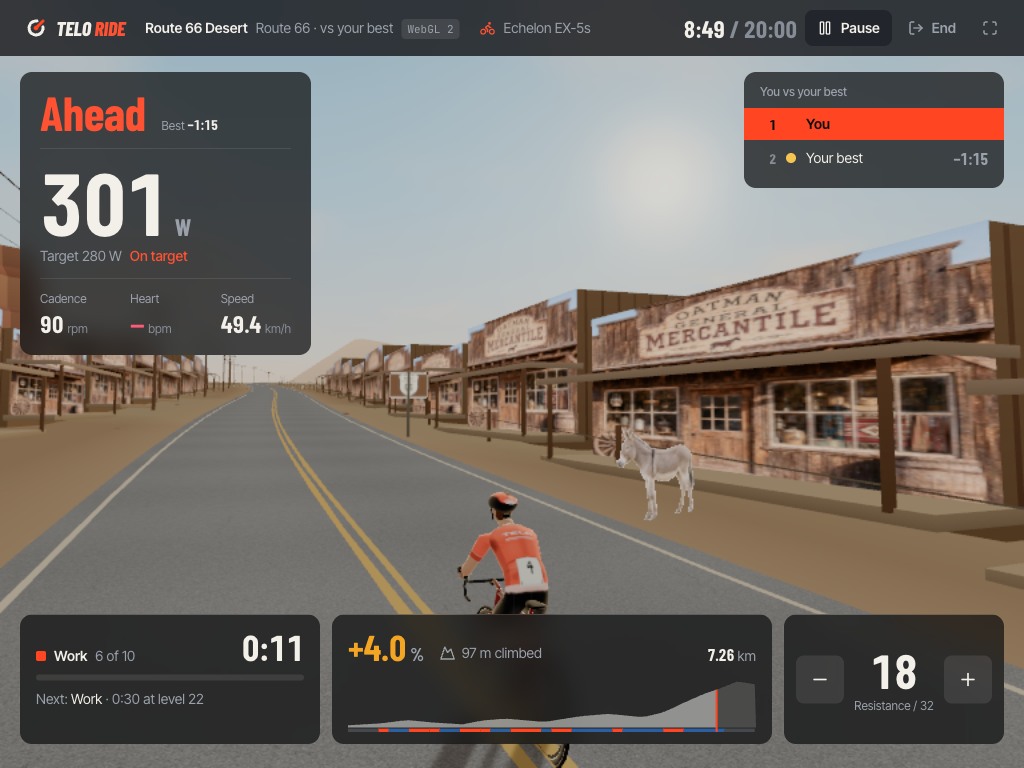 TELO RIDE
Route 66 Desert Route 66 · vs your best WebGL 2
Echelon EX-5s
8:49 / 20:00
Pause
End
Ahead Best −1:15
301 W
Target 280 W On target
Cadence Heart Speed
90 rpm — bpm 49.4 km/h
You vs your best
1 You
2 Your best −1:15
OATMAN
GENERAL
MERCANTILE
MERCANTILE
4
Work 6 of 10 0:11
Next: Work · 0:30 at level 22
+4.0 % 97 m climbed 7.26 km
− 18 +
Resistance / 32